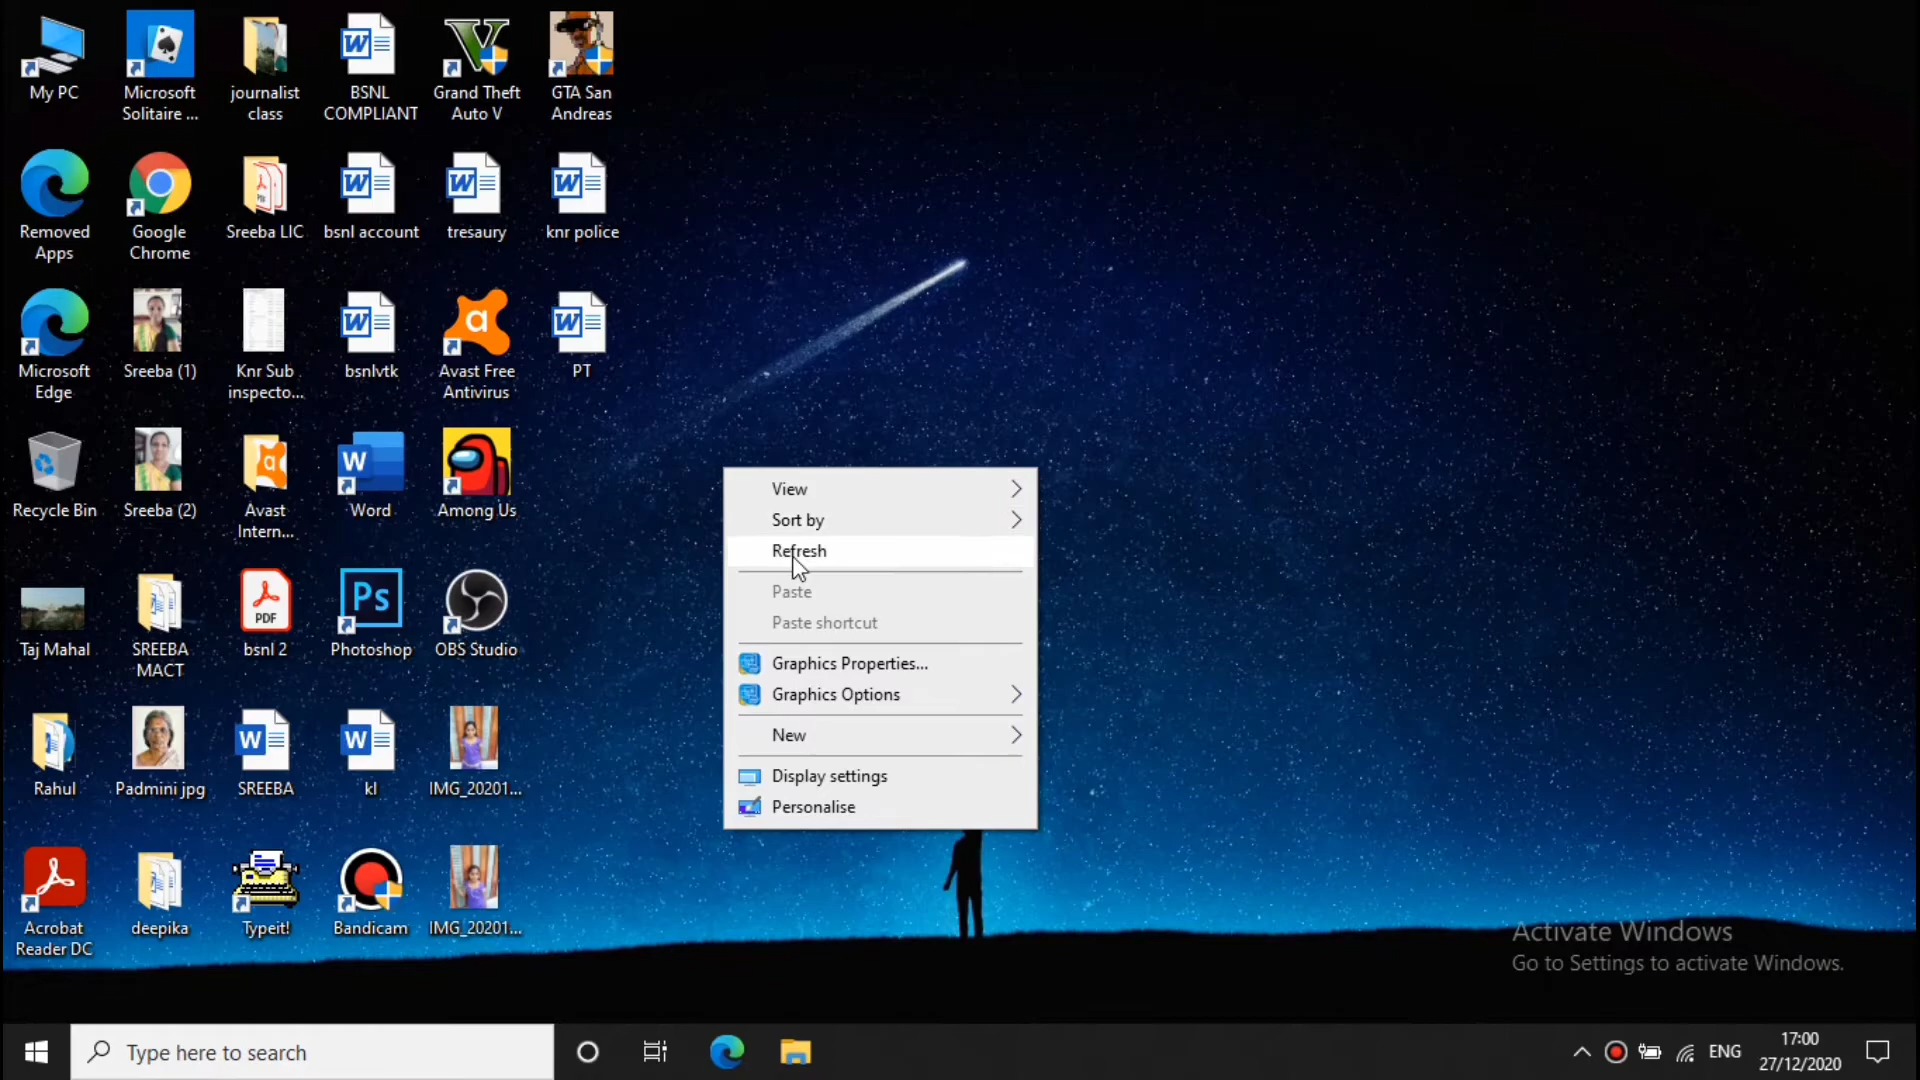 My PC
Microsoft
Solitaire ...
journalist
class
BSNL
COMPLIANT
Grand Theft
Auto V
GTA San
Andreas
Removed
Apps
Google
Chrome
Sreeba LIC
bsnl account
tresaury
knr police
Microsoft
Edge
Sreeba (1)
Knr Sub
inspecto...
bsnlvtk
Avast Free
Antivirus
PT
Recycle Bin
Sreeba (2)
Avast
Intern...
Word
Among Us
Taj Mahal
SREEBA
MACT
PDF
bsnl 2
Ps
Photoshop
OBS Studio
Rahul
Padmini jpg
SREEBA
kl
IMG_20201...
Acrobat
Reader DC
deepika
Typeit!
Bandicam
IMG_20201...
View
Sort by
Refresh
Paste
Paste shortcut
Graphics Properties...
Graphics Options
New
Display settings
Personalise
Activate Windows
Go to Settings to activate Windows.
Type here to search
ENG
17:00
27/12/2020